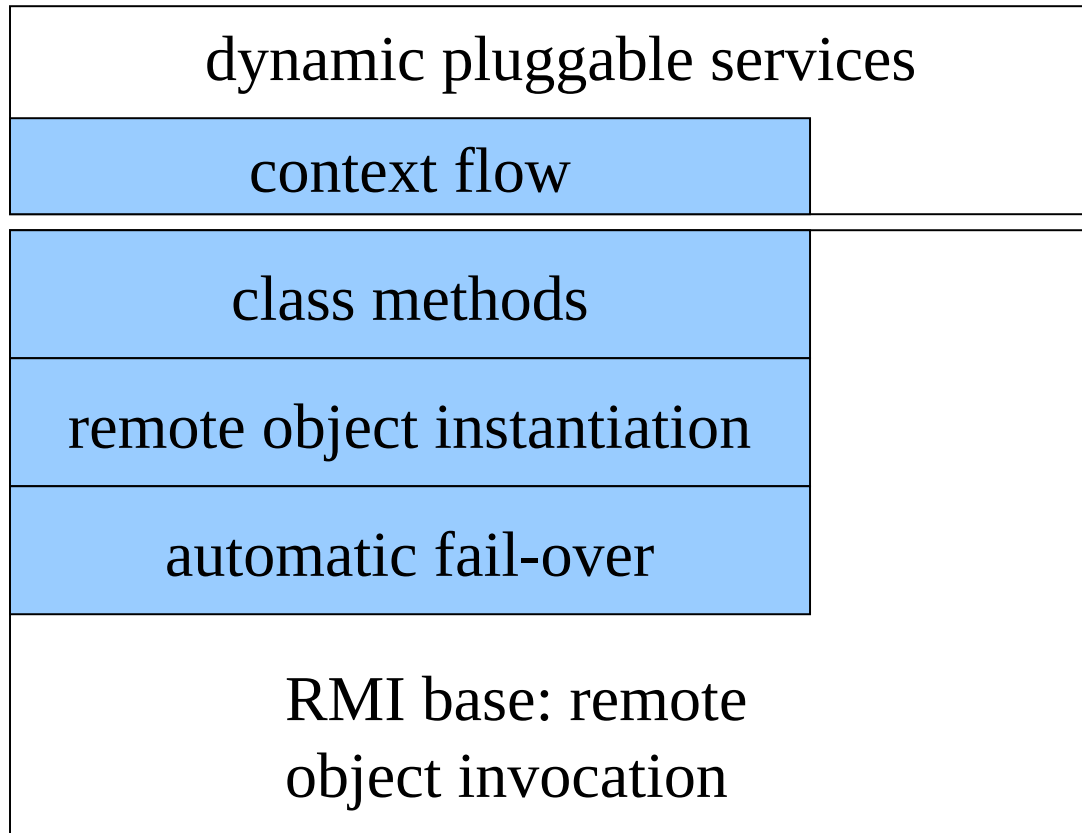 dynamic pluggable services
context flow
class methods
remote object instantiation
automatic fail-over
RMI base: remote
object invocation